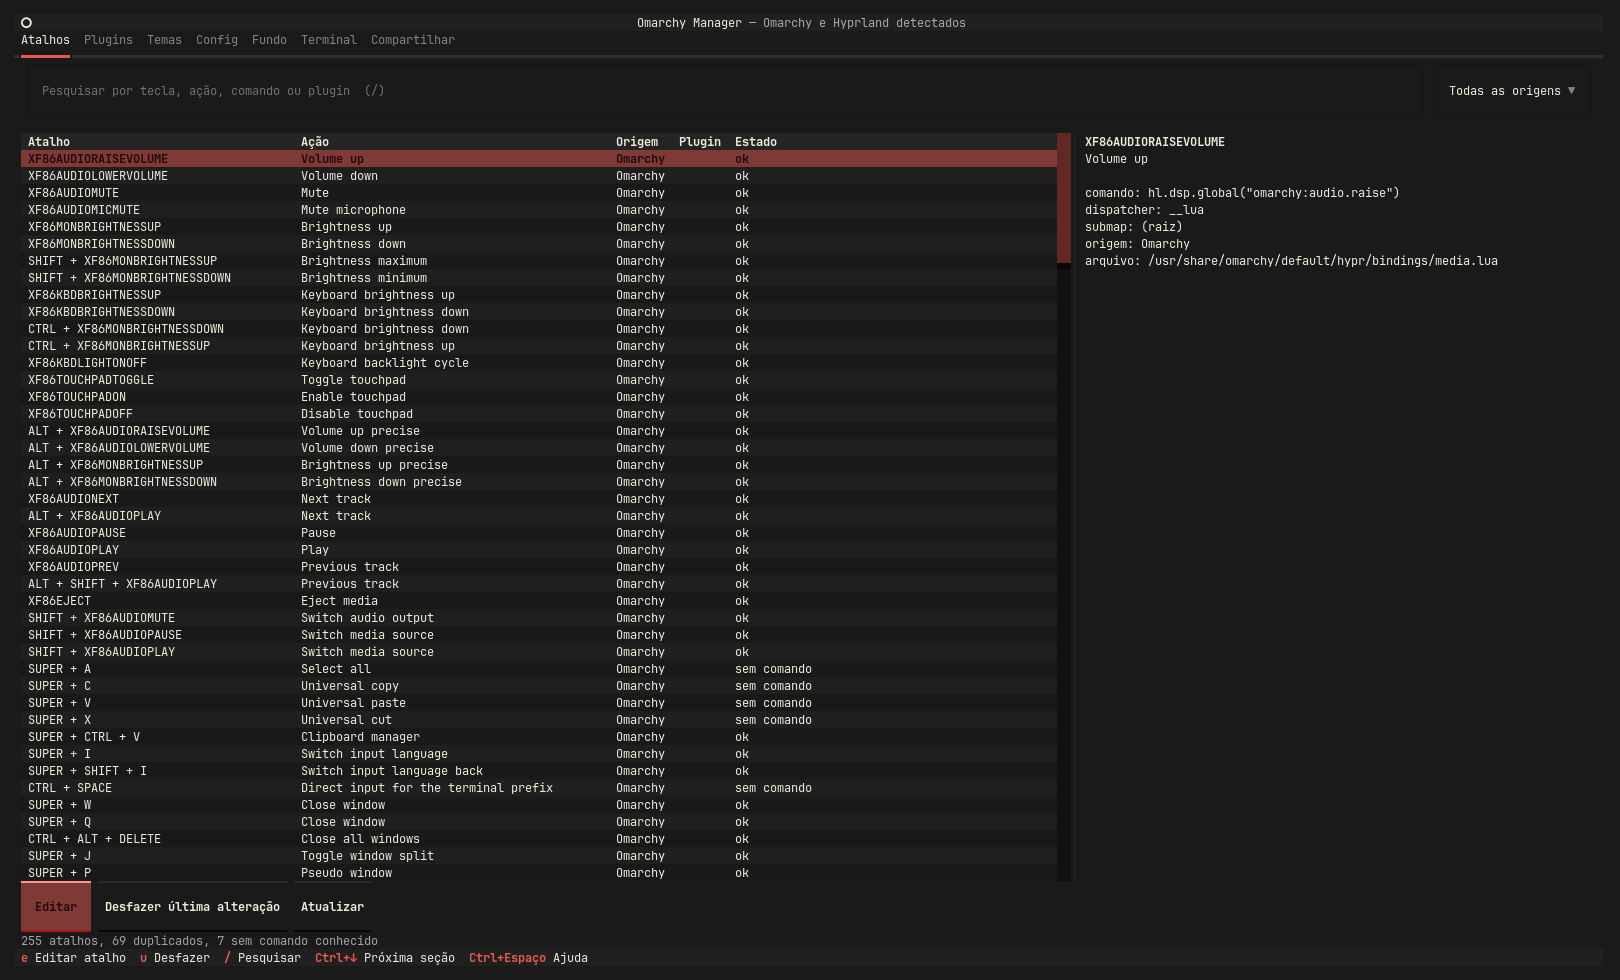 Omarchy Manager — Omarchy e Hyprland detectados
Atalhos Plugins Temas Config Fundo Terminal Compartilhar
Pesquisar por tecla, ação, comando ou plugin (/)
Todas as origens ▼
Atalho Ação Origem Plugin Estado
XF86AUDIORAISEVOLUME Volume up Omarchy ok
XF86AUDIOLOWERVOLUME Volume down Omarchy ok
XF86AUDIOMUTE Mute Omarchy ok
XF86AUDIOMICMUTE Mute microphone Omarchy ok
XF86MONBRIGHTNESSUP Brightness up Omarchy ok
XF86MONBRIGHTNESSDOWN Brightness down Omarchy ok
SHIFT + XF86MONBRIGHTNESSUP Brightness maximum Omarchy ok
SHIFT + XF86MONBRIGHTNESSDOWN Brightness minimum Omarchy ok
XF86KBDBRIGHTNESSUP Keyboard brightness up Omarchy ok
XF86KBDBRIGHTNESSDOWN Keyboard brightness down Omarchy ok
CTRL + XF86MONBRIGHTNESSDOWN Keyboard brightness down Omarchy ok
CTRL + XF86MONBRIGHTNESSUP Keyboard brightness up Omarchy ok
XF86KBDLIGHTONOFF Keyboard backlight cycle Omarchy ok
XF86TOUCHPADTOGGLE Toggle touchpad Omarchy ok
XF86TOUCHPADON Enable touchpad Omarchy ok
XF86TOUCHPADOFF Disable touchpad Omarchy ok
ALT + XF86AUDIORAISEVOLUME Volume up precise Omarchy ok
ALT + XF86AUDIOLOWERVOLUME Volume down precise Omarchy ok
ALT + XF86MONBRIGHTNESSUP Brightness up precise Omarchy ok
ALT + XF86MONBRIGHTNESSDOWN Brightness down precise Omarchy ok
XF86AUDIONEXT Next track Omarchy ok
ALT + XF86AUDIOPLAY Next track Omarchy ok
XF86AUDIOPAUSE Pause Omarchy ok
XF86AUDIOPLAY Play Omarchy ok
XF86AUDIOPREV Previous track Omarchy ok
ALT + SHIFT + XF86AUDIOPLAY Previous track Omarchy ok
XF86EJECT Eject media Omarchy ok
SHIFT + XF86AUDIOMUTE Switch audio output Omarchy ok
SHIFT + XF86AUDIOPAUSE Switch media source Omarchy ok
SHIFT + XF86AUDIOPLAY Switch media source Omarchy ok
SUPER + A Select all Omarchy sem comando
SUPER + C Universal copy Omarchy sem comando
SUPER + V Universal paste Omarchy sem comando
SUPER + X Universal cut Omarchy sem comando
SUPER + CTRL + V Clipboard manager Omarchy ok
SUPER + I Switch input language Omarchy ok
SUPER + SHIFT + I Switch input language back Omarchy ok
CTRL + SPACE Direct input for the terminal prefix Omarchy sem comando
SUPER + W Close window Omarchy ok
SUPER + Q Close window Omarchy ok
CTRL + ALT + DELETE Close all windows Omarchy ok
SUPER + J Toggle window split Omarchy ok
SUPER + P Pseudo window Omarchy ok
XF86AUDIORAISEVOLUME
Volume up
comando: hl.dsp.global("omarchy:audio.raise")
dispatcher: __lua
submap: (raiz)
origem: Omarchy
arquivo: /usr/share/omarchy/default/hypr/bindings/media.lua
Editar Desfazer última alteração Atualizar
255 atalhos, 69 duplicados, 7 sem comando conhecido
e Editar atalho u Desfazer / Pesquisar Ctrl+↓ Próxima seção Ctrl+Espaço Ajuda